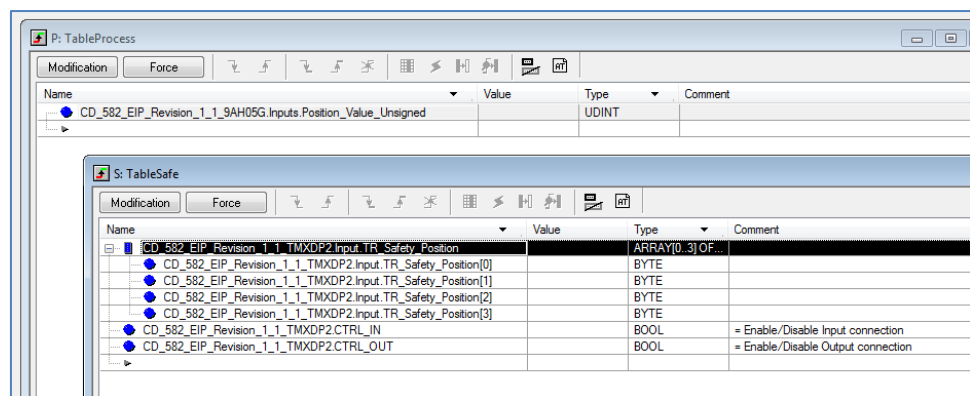 P: TableProcess
Modification Force
Name Value Type Comment
CD_582_EIP_Revision_1_1_9AH05G.Inputs.Position_Value_Unsigned UDINT
S: TableSafe
Modification Force
Name Value Type Comment
CD_582_EIP_Revision_1_1_TMXDP2.Input.TR_Safety_Position ARRAY[0..3] OF...
CD_582_EIP_Revision_1_1_TMXDP2.Input.TR_Safety_Position[0] BYTE
CD_582_EIP_Revision_1_1_TMXDP2.Input.TR_Safety_Position[1] BYTE
CD_582_EIP_Revision_1_1_TMXDP2.Input.TR_Safety_Position[2] BYTE
CD_582_EIP_Revision_1_1_TMXDP2.Input.TR_Safety_Position[3] BYTE
CD_582_EIP_Revision_1_1_TMXDP2.CTRL_IN BOOL = Enable/Disable Input connection
CD_582_EIP_Revision_1_1_TMXDP2.CTRL_OUT BOOL = Enable/Disable Output connection